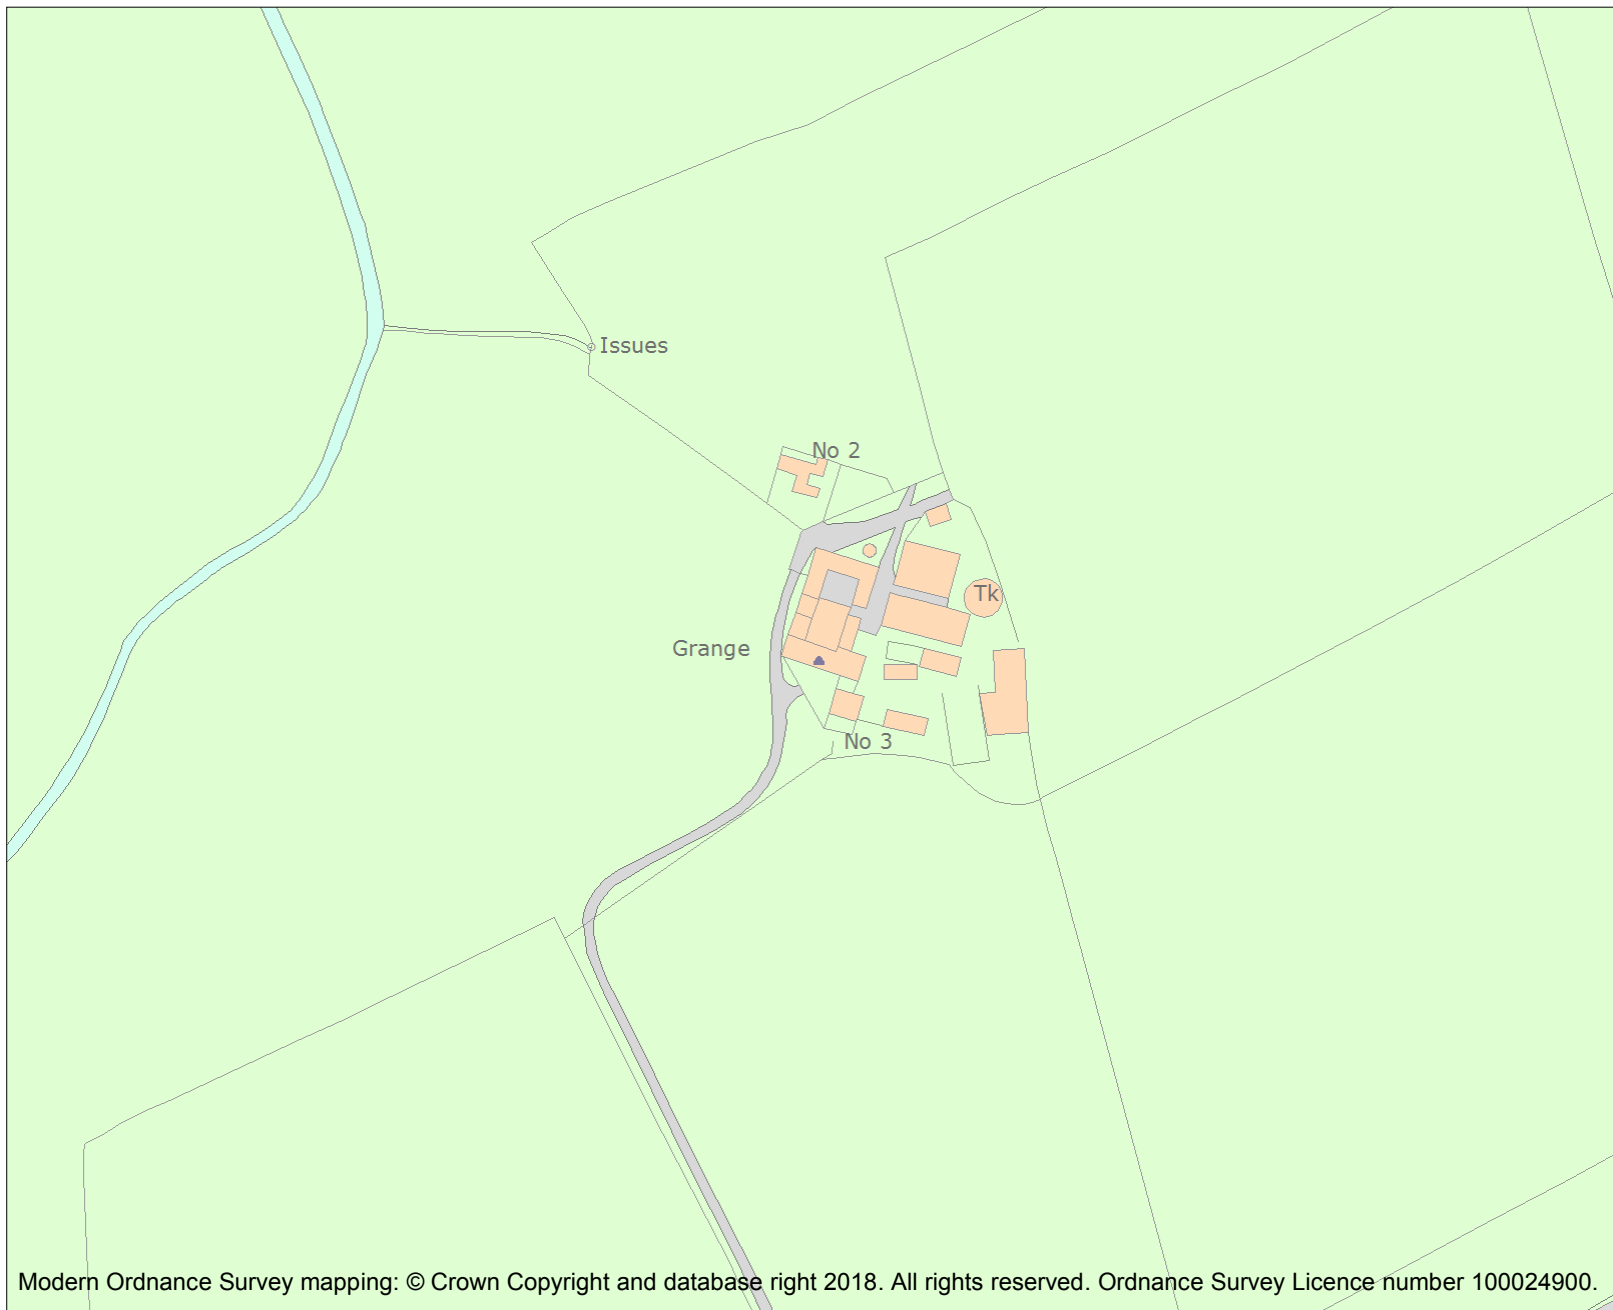 Issues
No 2
Tk
Grange
No 3
Modern Ordnance Survey mapping: © Crown Copyright and database right 2018. All rights reserved. Ordnance Survey Licence number 100024900.